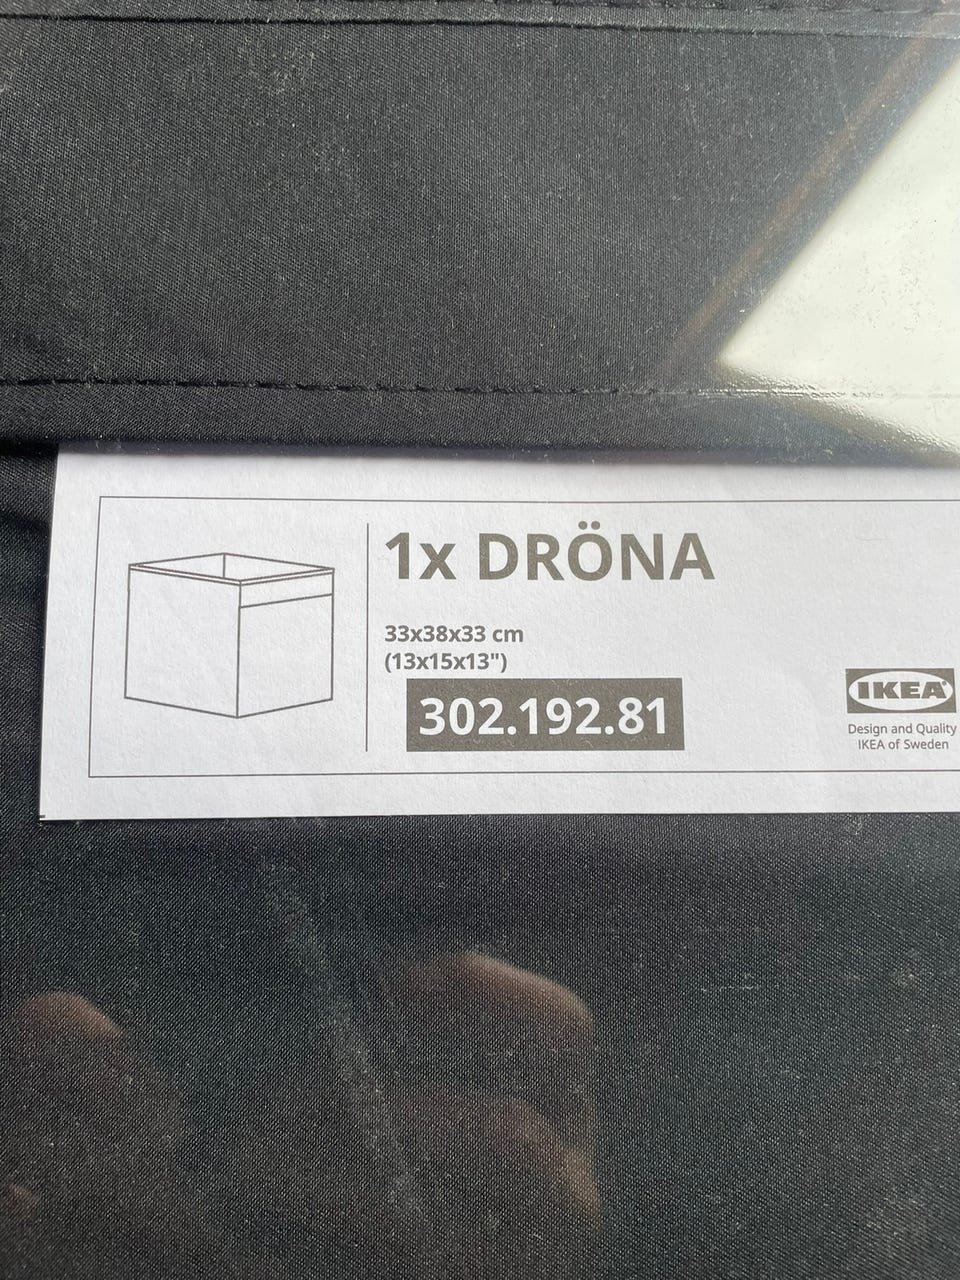 1x DRÖNA
33x38x33 cm
(13x15x13")
302.192.81
IKEA®
Design and Quality
IKEA of Sweden